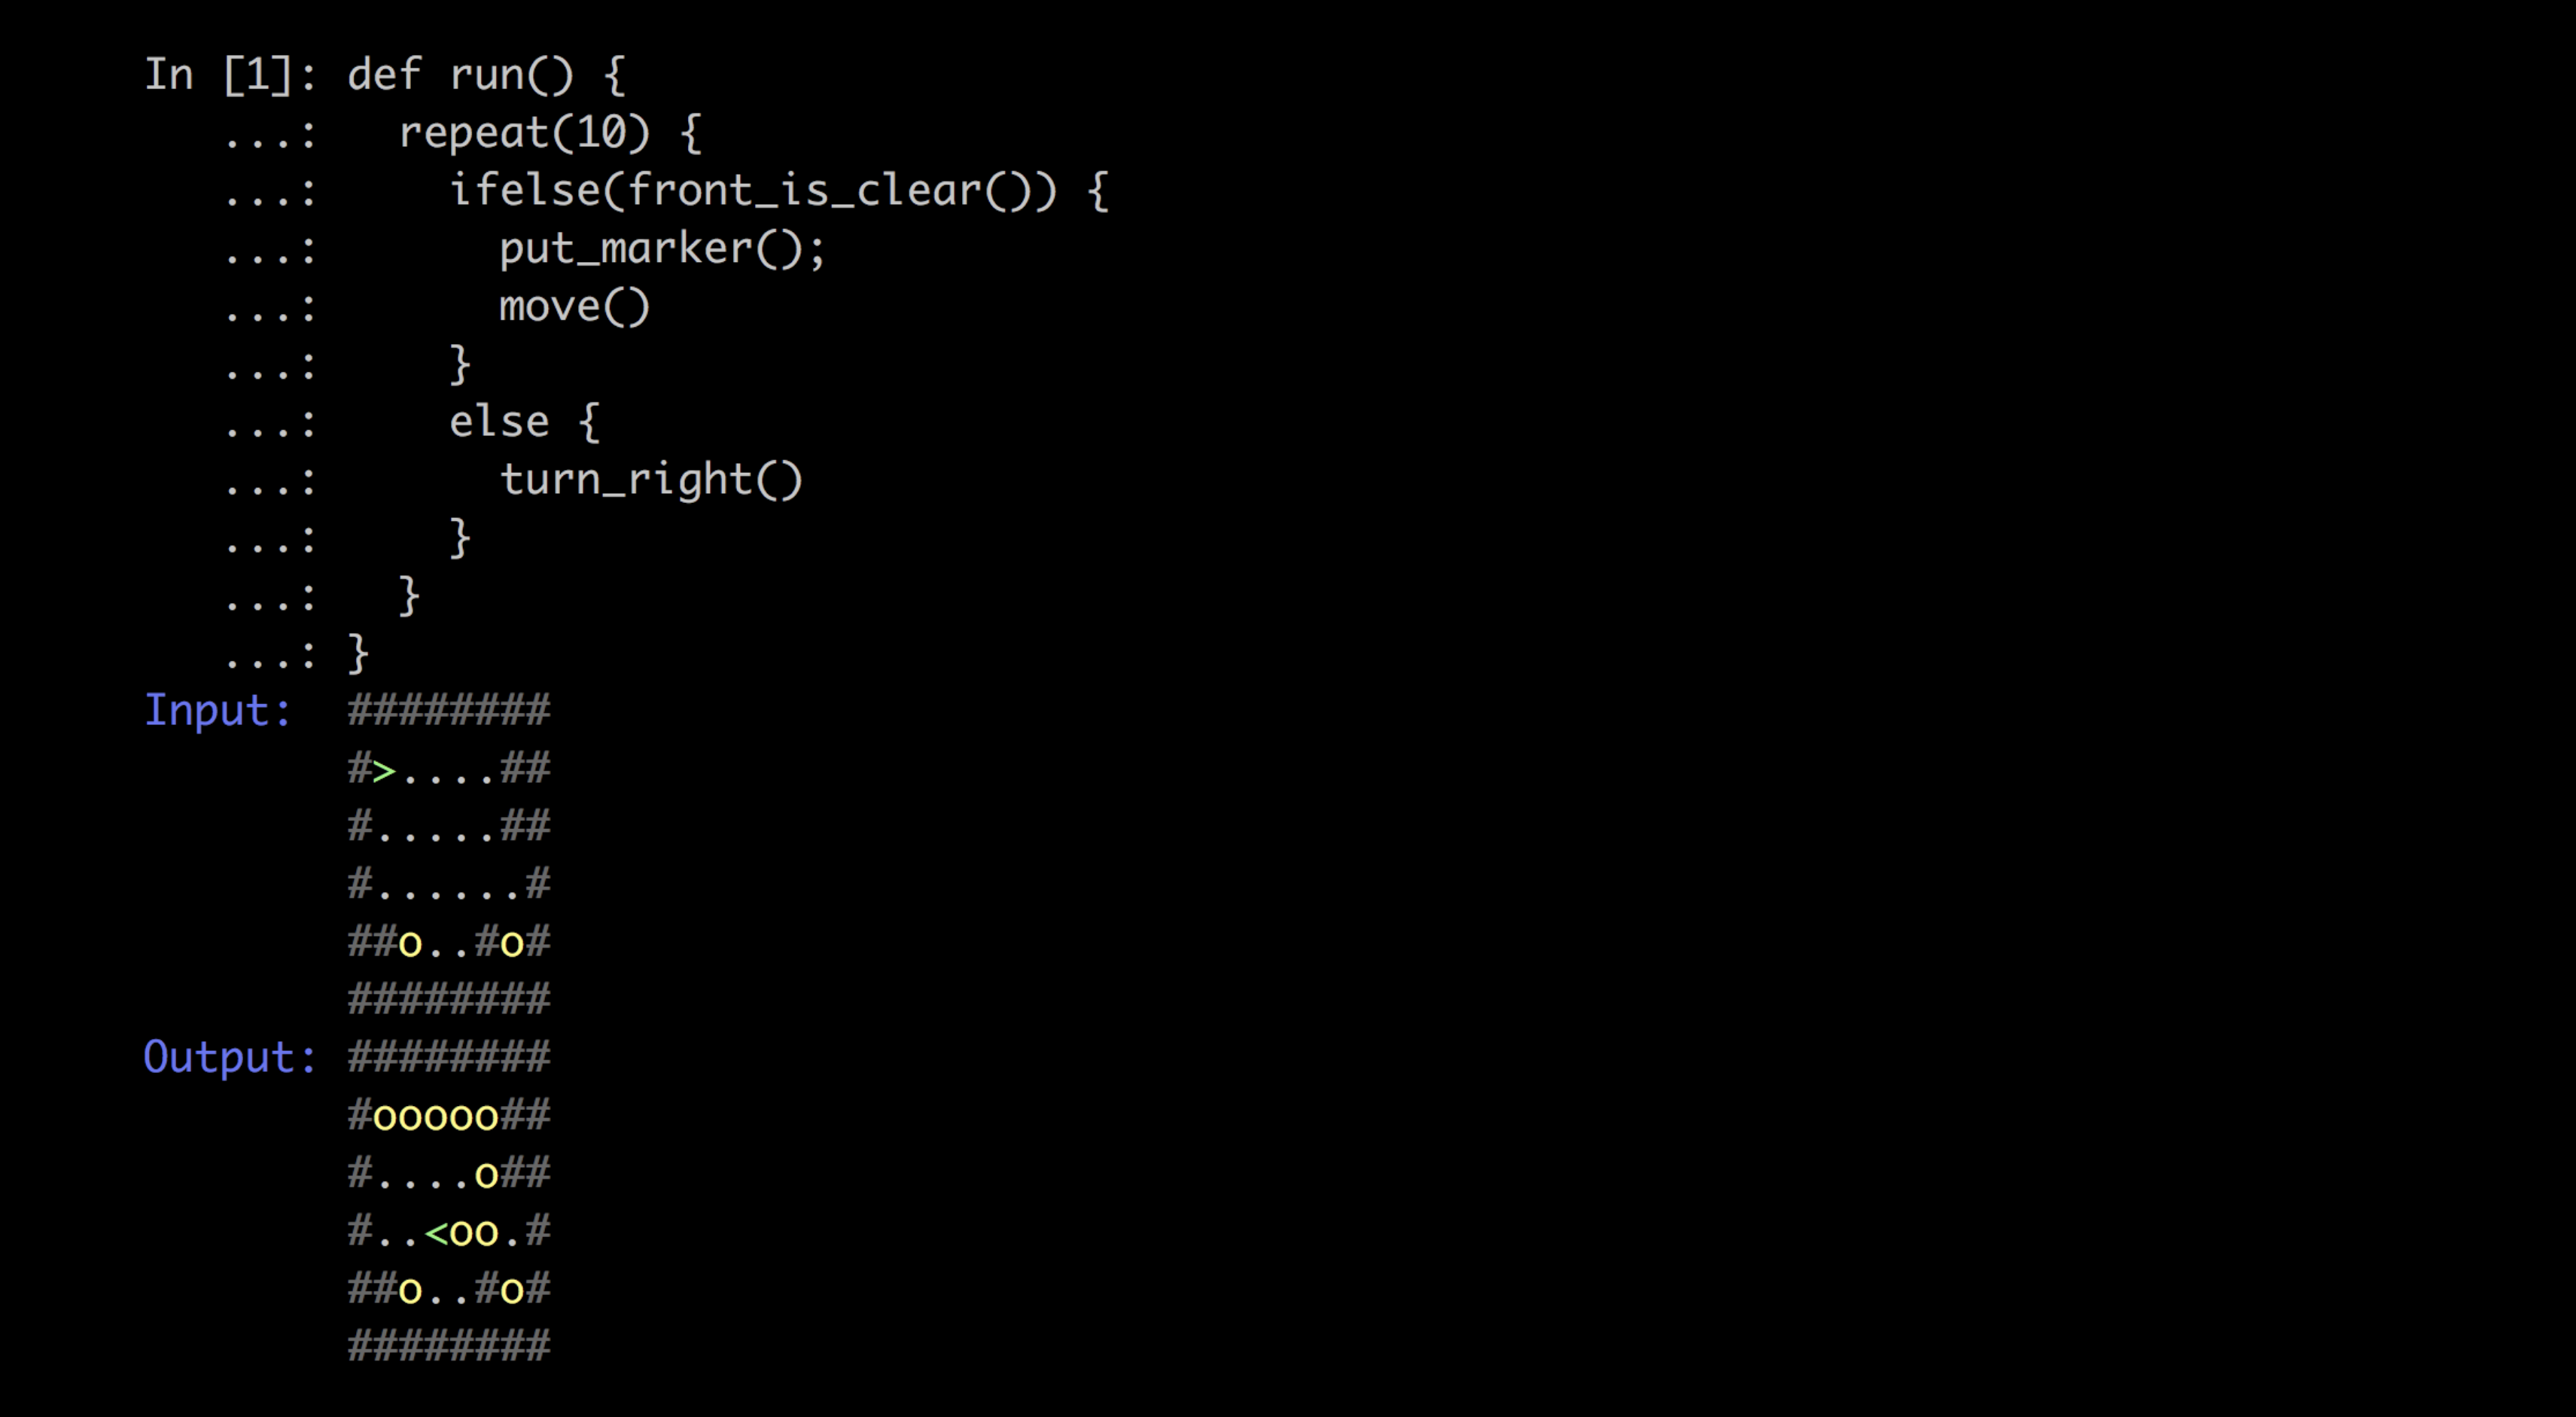 In [1]: def run() {
   ...:   repeat(10) {
   ...:     ifelse(front_is_clear()) {
   ...:       put_marker();
   ...:       move()
   ...:     }
   ...:     else {
   ...:       turn_right()
   ...:     }
   ...:   }
   ...: }
Input:  ########
        #>....##
        #.....##
        #......#
        ##o..#o#
        ########
Output: ########
        #ooooo##
        #....o##
        #..<oo.#
        ##o..#o#
        ########